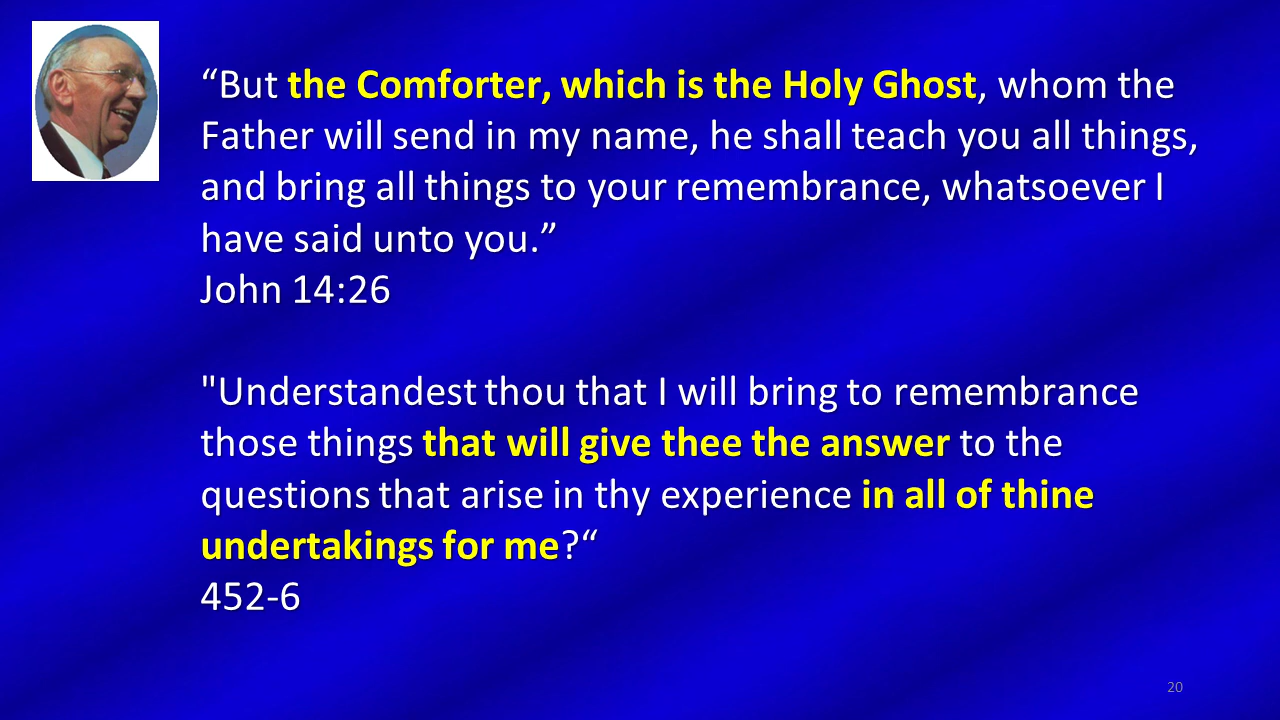 “But the Comforter, which is the Holy Ghost, whom the
Father will send in my name, he shall teach you all things,
and bring all things to your remembrance, whatsoever I
have said unto you.”
John 14:26
"Understandest thou that I will bring to remembrance
those things that will give thee the answer to the
questions that arise in thy experience in all of thine
undertakings for me?“
452-6
20